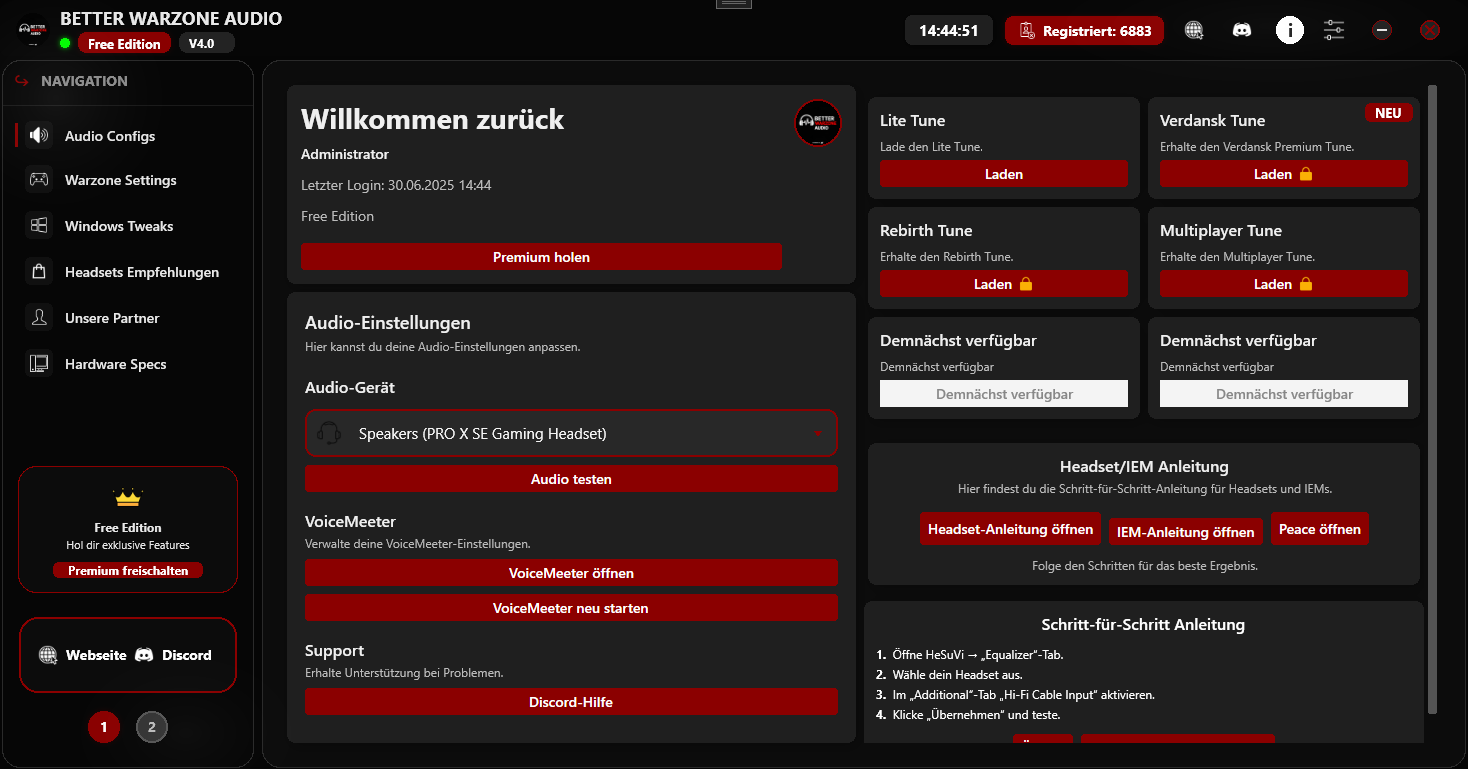 BETTER WARZONE AUDIO
Free Edition
V4.0
14:44:51
Registriert: 6883
NAVIGATION
Audio Configs
Warzone Settings
Windows Tweaks
Headsets Empfehlungen
Unsere Partner
Hardware Specs
Free Edition
Hol dir exklusive Features
Premium freischalten
Webseite
Discord
1
2
Willkommen zurück
BETTER
WARZONE
AUDIO
Administrator
Letzter Login: 30.06.2025 14:44
Free Edition
Premium holen
Audio-Einstellungen
Hier kannst du deine Audio-Einstellungen anpassen.
Audio-Gerät
Speakers (PRO X SE Gaming Headset)
Audio testen
VoiceMeeter
Verwalte deine VoiceMeeter-Einstellungen.
VoiceMeeter öffnen
VoiceMeeter neu starten
Support
Erhalte Unterstützung bei Problemen.
Discord-Hilfe
Lite Tune
Lade den Lite Tune.
Laden
Verdansk Tune
NEU
Erhalte den Verdansk Premium Tune.
Laden
Rebirth Tune
Erhalte den Rebirth Tune.
Laden
Multiplayer Tune
Erhalte den Multiplayer Tune.
Laden
Demnächst verfügbar
Demnächst verfügbar
Demnächst verfügbar
Demnächst verfügbar
Demnächst verfügbar
Demnächst verfügbar
Headset/IEM Anleitung
Hier findest du die Schritt-für-Schritt-Anleitung für Headsets und IEMs.
Headset-Anleitung öffnen
IEM-Anleitung öffnen
Peace öffnen
Folge den Schritten für das beste Ergebnis.
Schritt-für-Schritt Anleitung
1. Öffne HeSuVi → „Equalizer“-Tab.
2. Wähle dein Headset aus.
3. Im „Additional“-Tab „Hi-Fi Cable Input“ aktivieren.
4. Klicke „Übernehmen“ und teste.